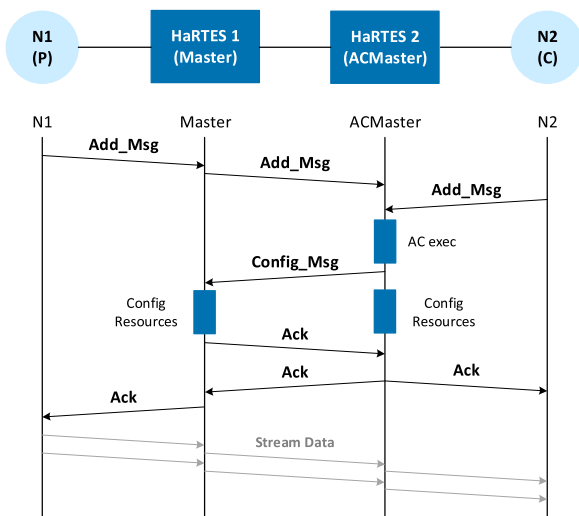 N1
(P)
HaRTES 1
(Master)
HaRTES 2
(ACMaster)
N2
(C)
N1
Master
ACMaster
N2
Add_Msg
Add_Msg
Add_Msg
AC exec
Config_Msg
Config
Resources
Config
Resources
Ack
Ack
Ack
Ack
Stream Data